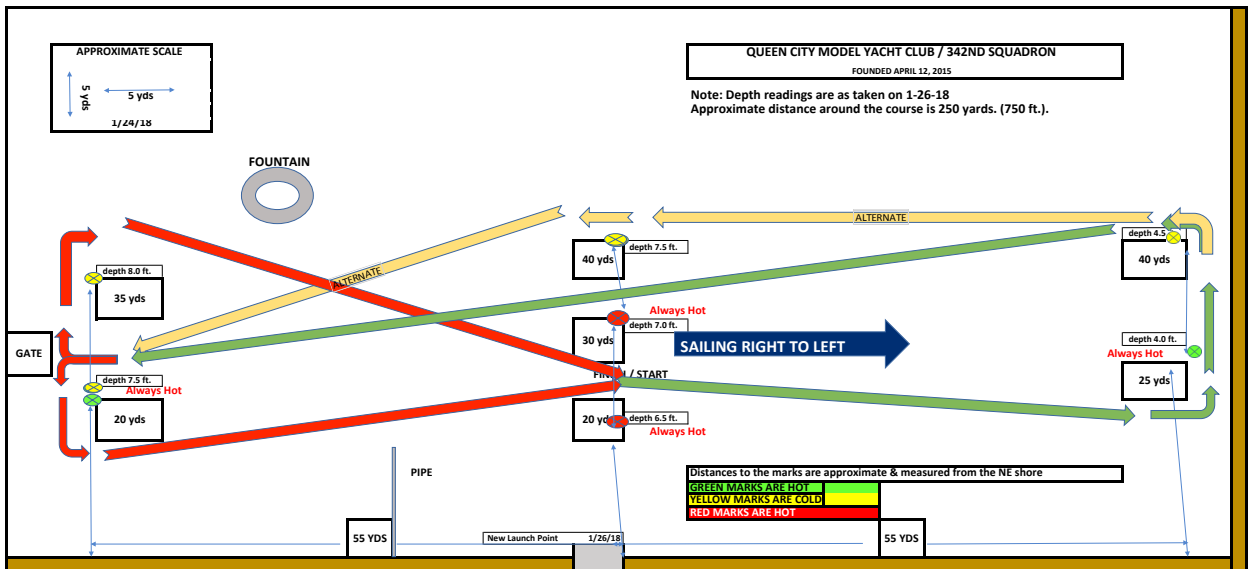 APPROXIMATE SCALE
5 yds
5 yds
1/24/18
QUEEN CITY MODEL YACHT CLUB / 342ND SQUADRON
FOUNDED APRIL 12, 2015
Note: Depth readings are as taken on 1-26-18
Approximate distance around the course is 250 yards. (750 ft.).
FOUNTAIN
ALTERNATE
depth 7.5 ft.
40 yds
depth 4.5
40 yds
depth 8.0 ft.
35 yds
ALTERNATE
Always Hot
depth 7.0 ft.
30 yds
SAILING RIGHT TO LEFT
GATE
depth 4.0 ft.
Always Hot
25 yds
FINISH / START
depth 7.5 ft.
Always Hot
20 yds
20 yds
depth 6.5 ft.
Always Hot
PIPE
Distances to the marks are approximate & measured from the NE shore
GREEN MARKS ARE HOT
YELLOW MARKS ARE COLD
RED MARKS ARE HOT
55 YDS
New Launch Point 1/26/18
55 YDS